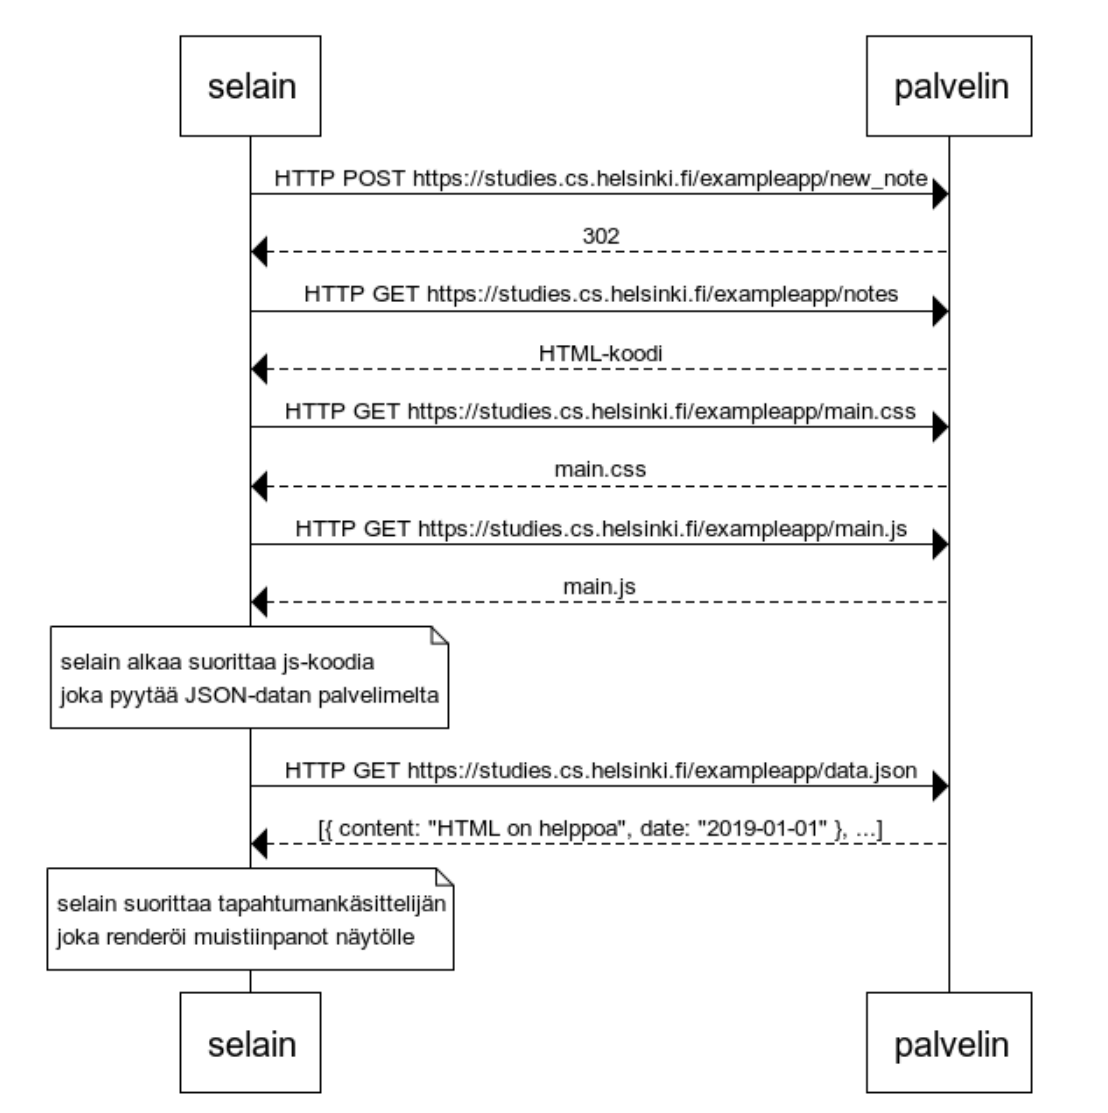 selain
palvelin
HTTP POST https://studies.cs.helsinki.fi/exampleapp/new_note
302
HTTP GET https://studies.cs.helsinki.fi/exampleapp/notes
HTML-koodi
HTTP GET https://studies.cs.helsinki.fi/exampleapp/main.css
main.css
HTTP GET https://studies.cs.helsinki.fi/exampleapp/main.js
main.js
selain alkaa suorittaa js-koodia
joka pyytää JSON-datan palvelimelta
HTTP GET https://studies.cs.helsinki.fi/exampleapp/data.json
[{ content: "HTML on helppoa", date: "2019-01-01" }, ...]
selain suorittaa tapahtumankäsittelijän
joka renderöi muistiinpanot näytölle
selain
palvelin